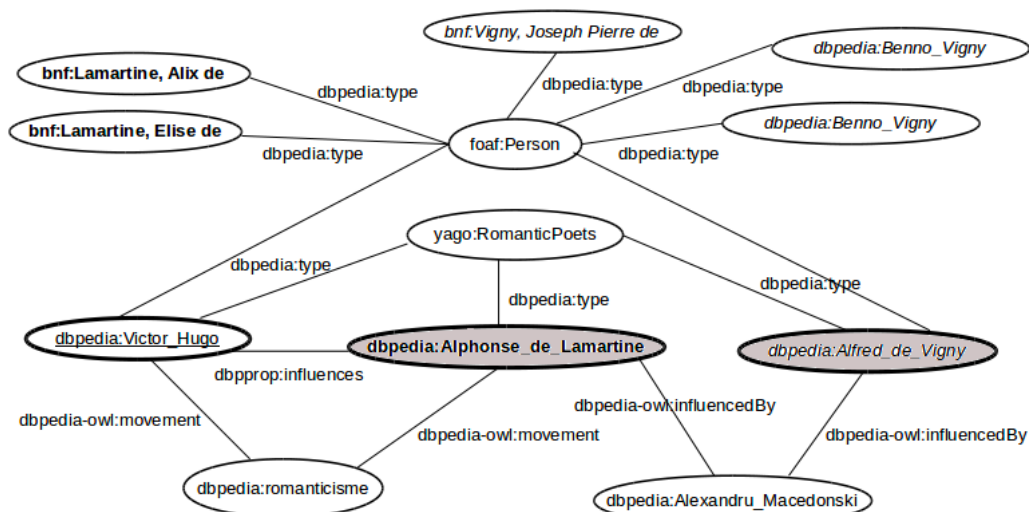 bnf:Vigny, Joseph Pierre de
dbpedia:Benno_Vigny
bnf:Lamartine, Alix de
dbpedia:type
dbpedia:type
dbpedia:type
bnf:Lamartine, Elise de
dbpedia:Benno_Vigny
dbpedia:type
foaf:Person
dbpedia:type
yago:RomanticPoets
dbpedia:type
dbpedia:type
dbpedia:type
dbpedia:type
dbpedia:Victor_Hugo
dbpedia:Alphonse_de_Lamartine
dbpedia:Alfred_de_Vigny
dbpprop:influences
dbpedia-owl:influencedBy
dbpedia-owl:movement
dbpedia-owl:movement
dbpedia-owl:influencedBy
dbpedia:romanticisme
dbpedia:Alexandru_Macedonski